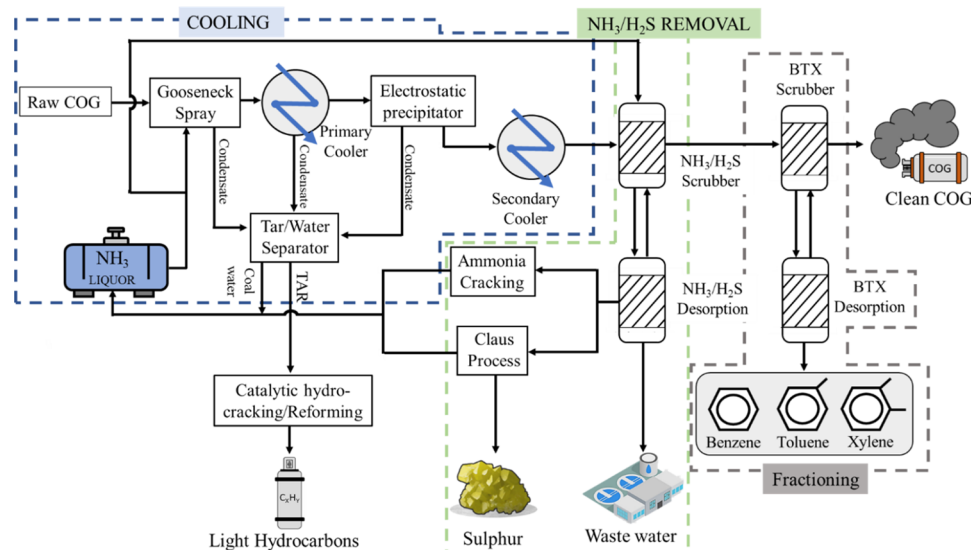 COOLING
NH₃/H₂S REMOVAL
Raw COG
Gooseneck
Spray
Primary
Cooler
Electrostatic
precipitator
Secondary
Cooler
Condensate
Condensate
Condensate
Tar/Water
Separator
NH₃
LIQUOR
Coal
water
TAR
NH₃/H₂S
Scrubber
BTX
Scrubber
COG
Clean COG
Ammonia
Cracking
Claus
Process
NH₃/H₂S
Desorption
BTX
Desorption
Catalytic hydro-
cracking/Reforming
CₓHᵧ
Light Hydrocarbons
Sulphur
Waste water
Benzene
Toluene
Xylene
Fractioning